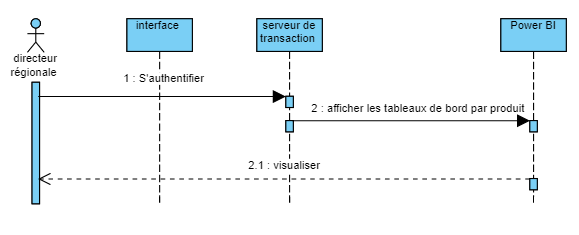 interface
serveur de
transaction
Power BI
directeur
régionale
1 : S'authentifier
2 : afficher les tableaux de bord par produit
2.1 : visualiser